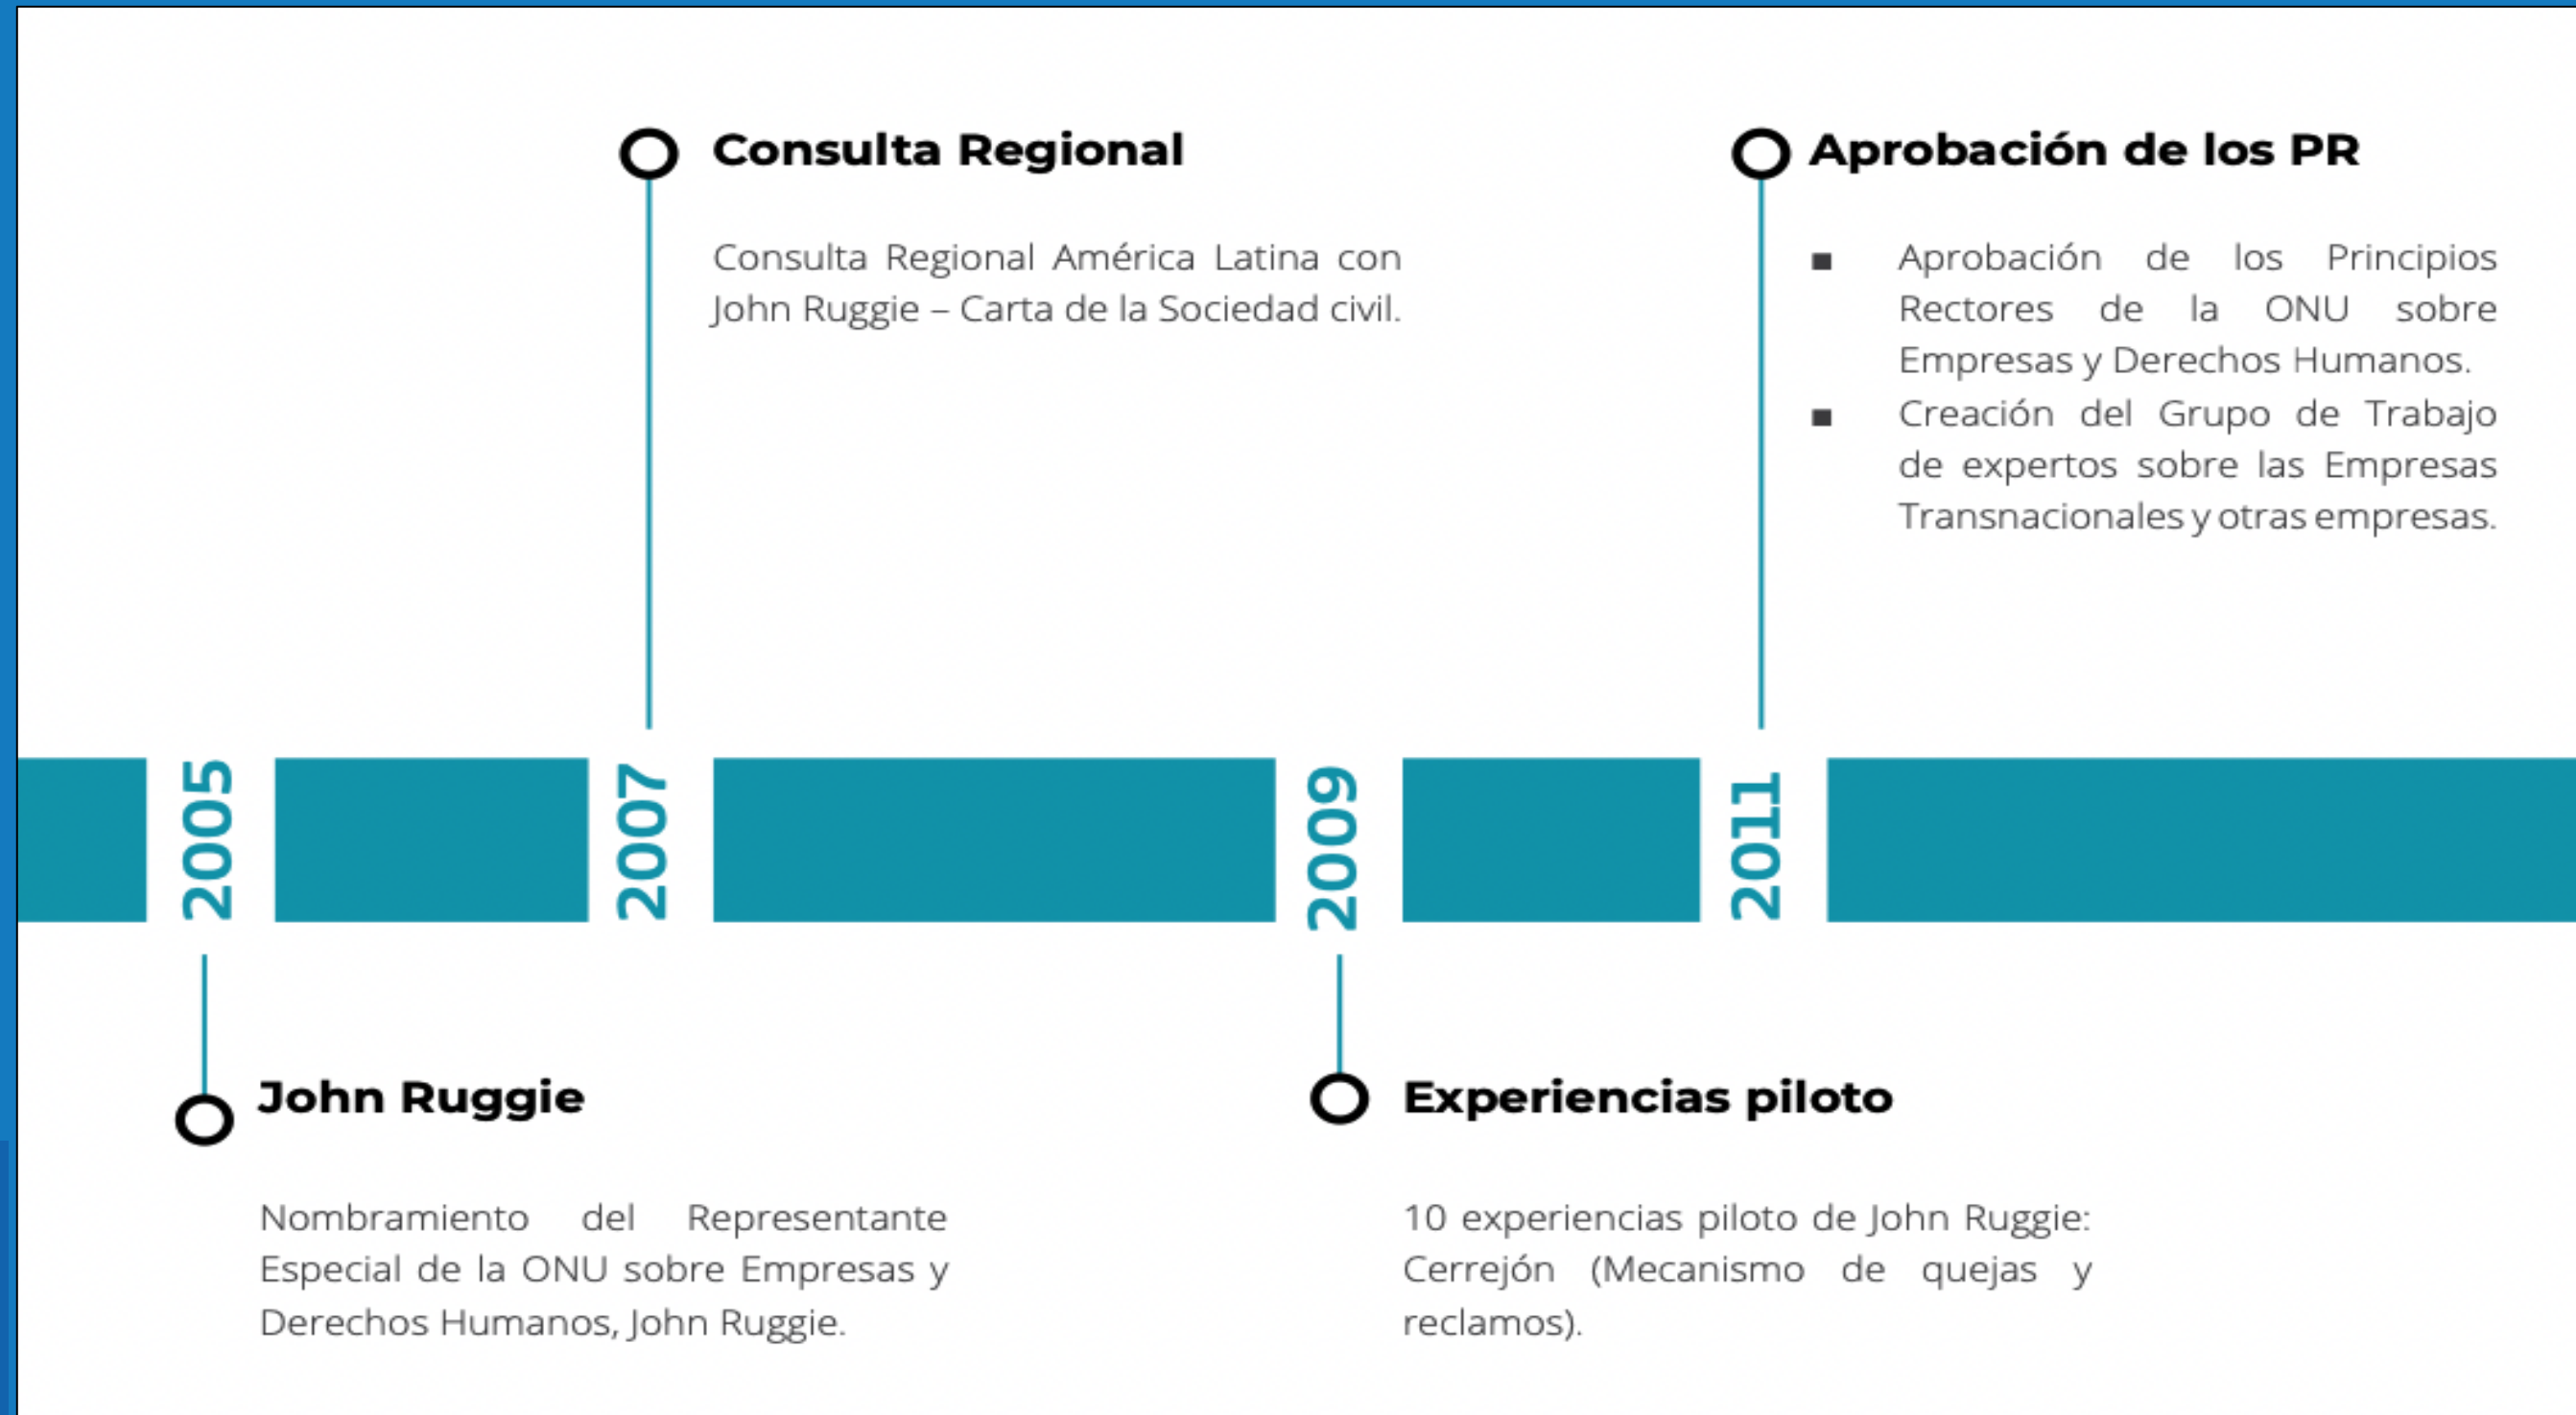 Consulta Regional
Consulta Regional América Latina con
John Ruggie – Carta de la Sociedad civil.
Aprobación de los PR
▪ Aprobación de los Principios
Rectores de la ONU sobre
Empresas y Derechos Humanos.
▪ Creación del Grupo de Trabajo
de expertos sobre las Empresas
Transnacionales y otras empresas.
2005
2007
2009
2011
John Ruggie
Nombramiento del Representante
Especial de la ONU sobre Empresas y
Derechos Humanos, John Ruggie.
Experiencias piloto
10 experiencias piloto de John Ruggie:
Cerrejón (Mecanismo de quejas y
reclamos).